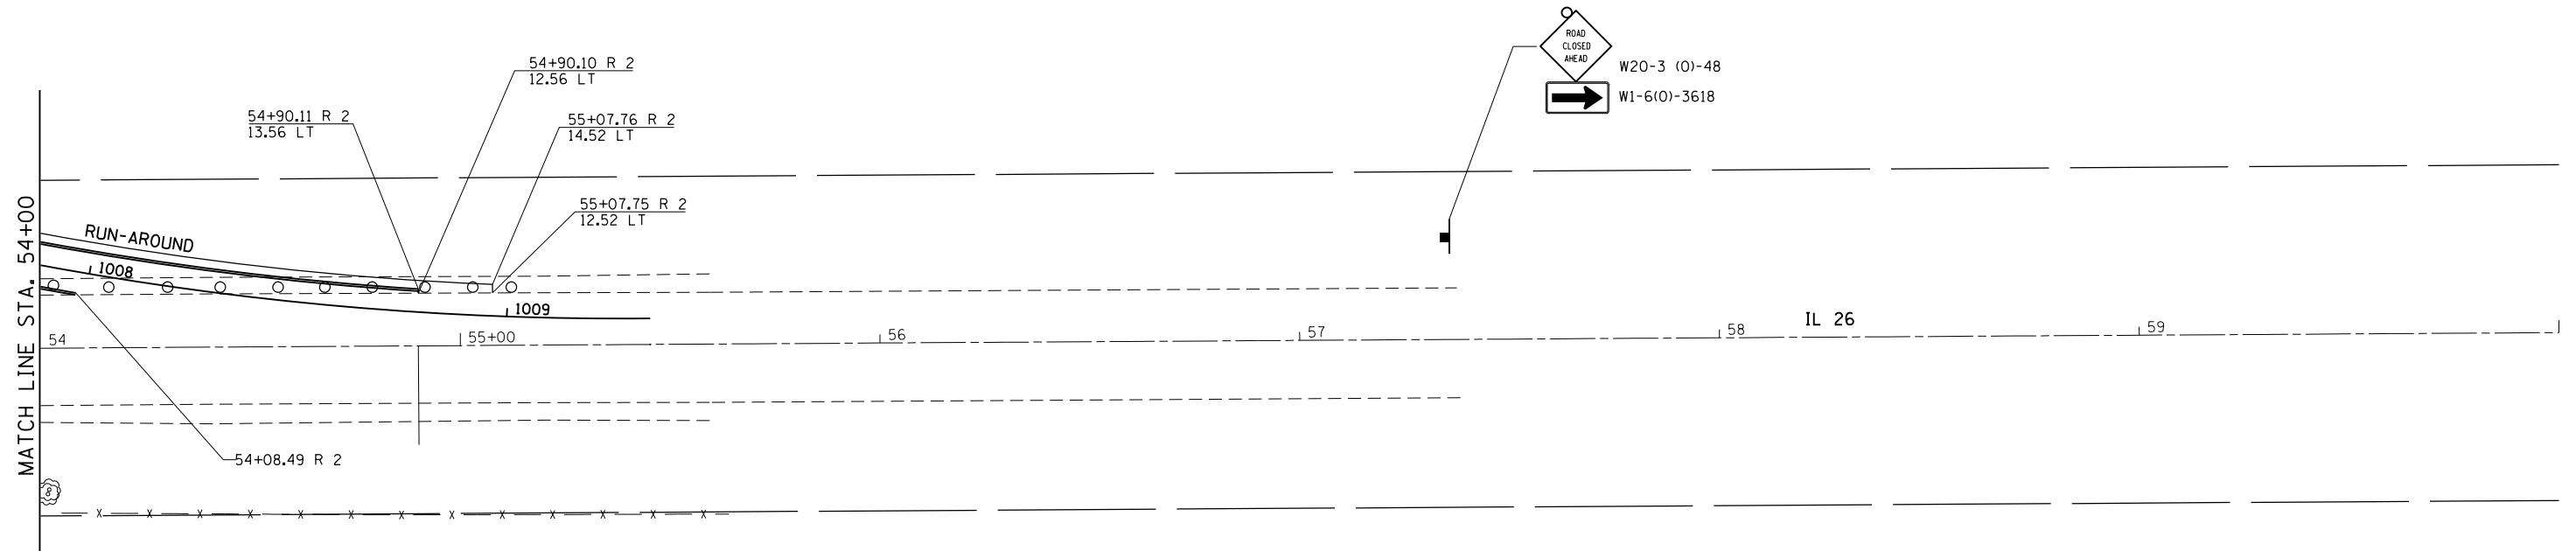 ROAD
CLOSED
AHEAD
W20-3 (O)-48
W1-6(O)-3618
54+90.10 R 2
12.56 LT
54+90.11 R 2
13.56 LT
55+07.76 R 2
14.52 LT
55+07.75 R 2
12.52 LT
MATCH LINE STA. 54+00
RUN-AROUND
1008
1009
54
55+00
56
57
58
IL 26
59
54+08.49 R 2
8
X X X X X X X X X X X X X